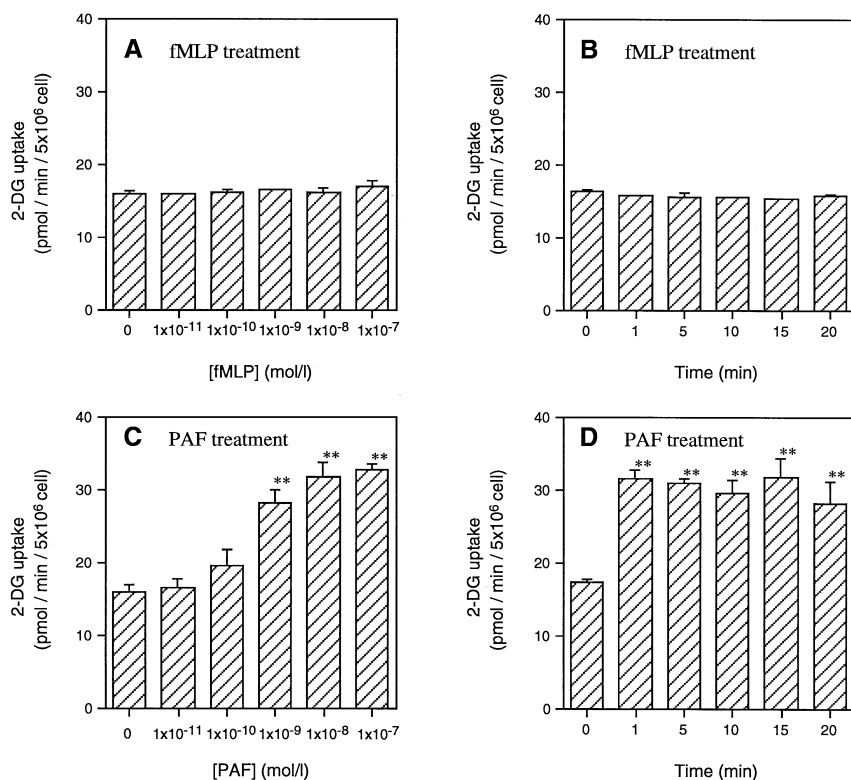 A fMLP treatment
40
30
20
10
0
2-DG uptake
(pmol / min / 5x10⁶ cell)
0 1x10⁻¹¹ 1x10⁻¹⁰ 1x10⁻⁹ 1x10⁻⁸ 1x10⁻⁷
[fMLP] (mol/l)
B fMLP treatment
40
30
20
10
0
2-DG uptake
(pmol / min / 5x10⁶ cell)
0 1 5 10 15 20
Time (min)
C PAF treatment
40
30
20
10
0
2-DG uptake
(pmol / min / 5x10⁶ cell)
** ** **
0 1x10⁻¹¹ 1x10⁻¹⁰ 1x10⁻⁹ 1x10⁻⁸ 1x10⁻⁷
[PAF] (mol/l)
D PAF treatment
40
30
20
10
0
2-DG uptake
(pmol / min / 5x10⁶ cell)
** ** ** ** **
0 1 5 10 15 20
Time (min)